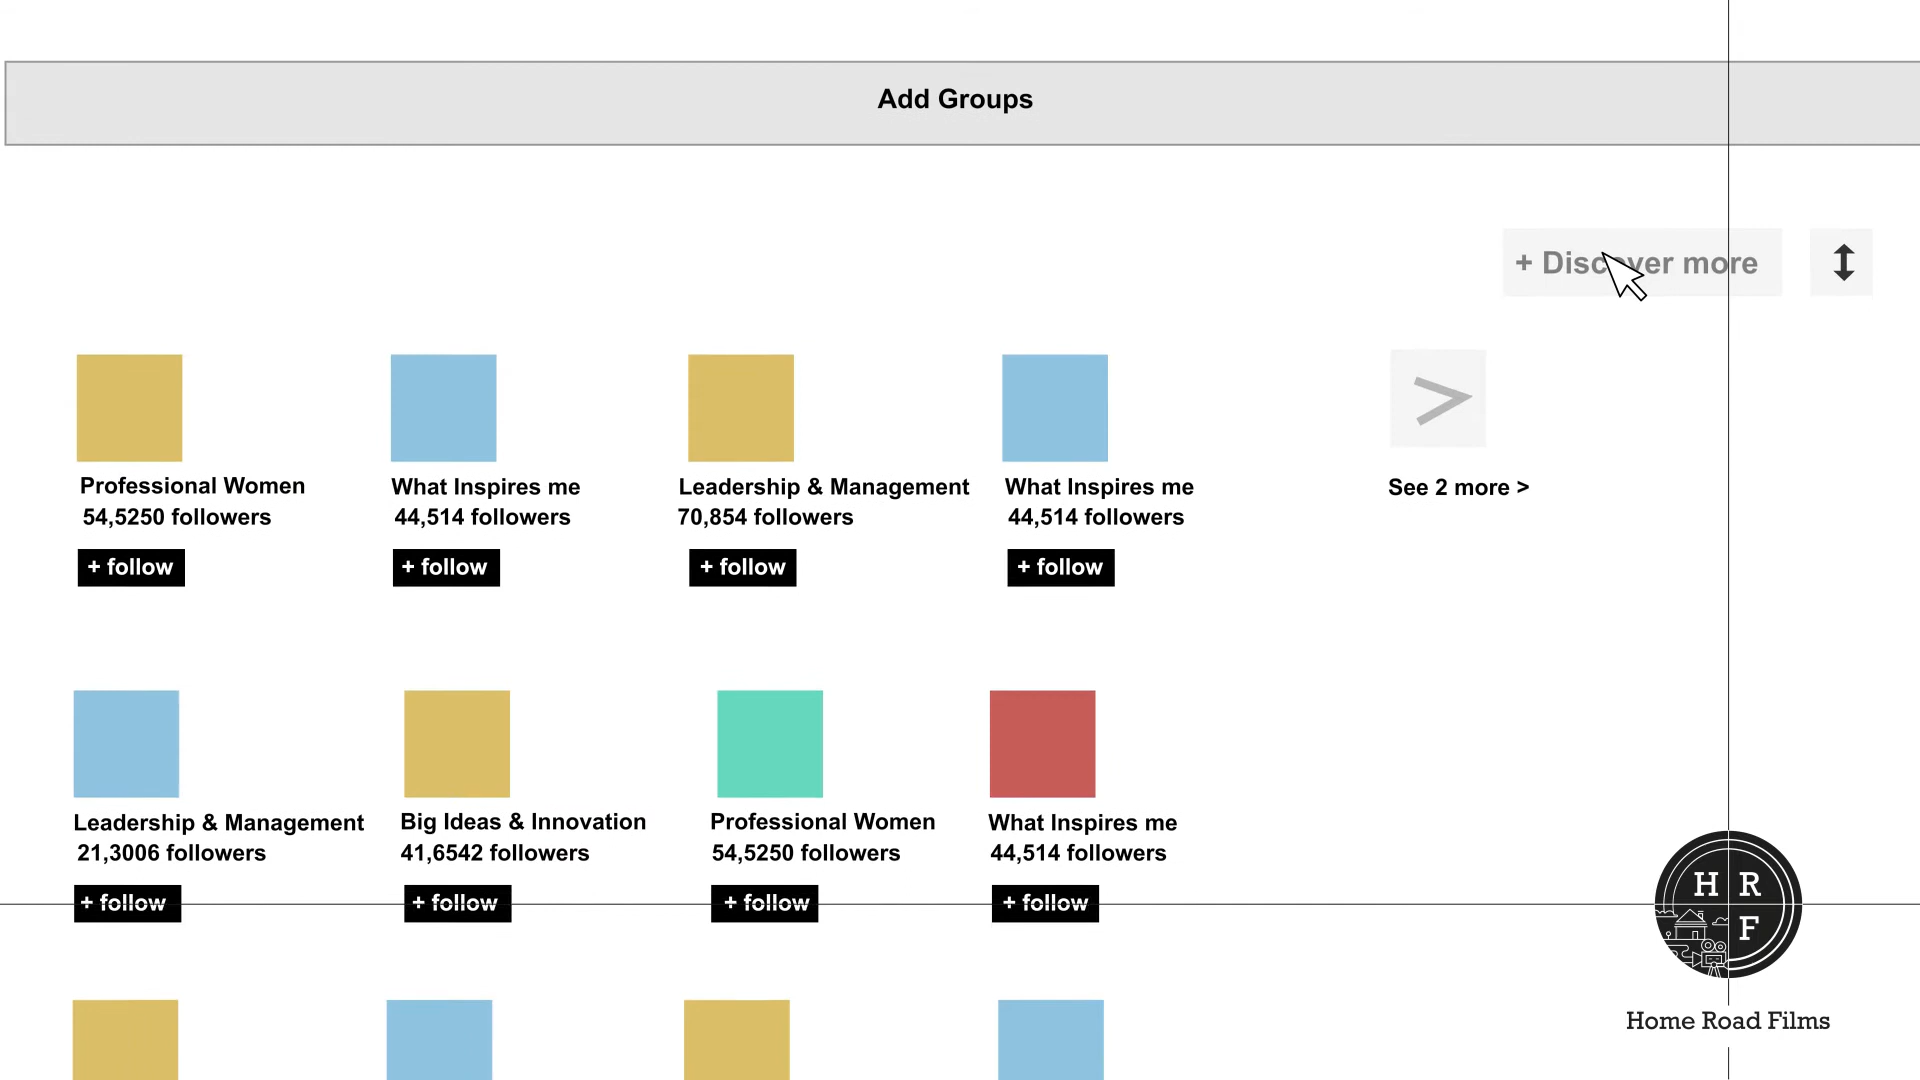 Add Groups
+ Discover more
Professional Women
54,5250 followers
+ follow
What Inspires me
44,514 followers
+ follow
Leadership & Management
70,854 followers
+ follow
What Inspires me
44,514 followers
+ follow
>
See 2 more >
Leadership & Management
21,3006 followers
+ follow
Big Ideas & Innovation
41,6542 followers
+ follow
Professional Women
54,5250 followers
+ follow
What Inspires me
44,514 followers
+ follow
H R
F
Home Road Films